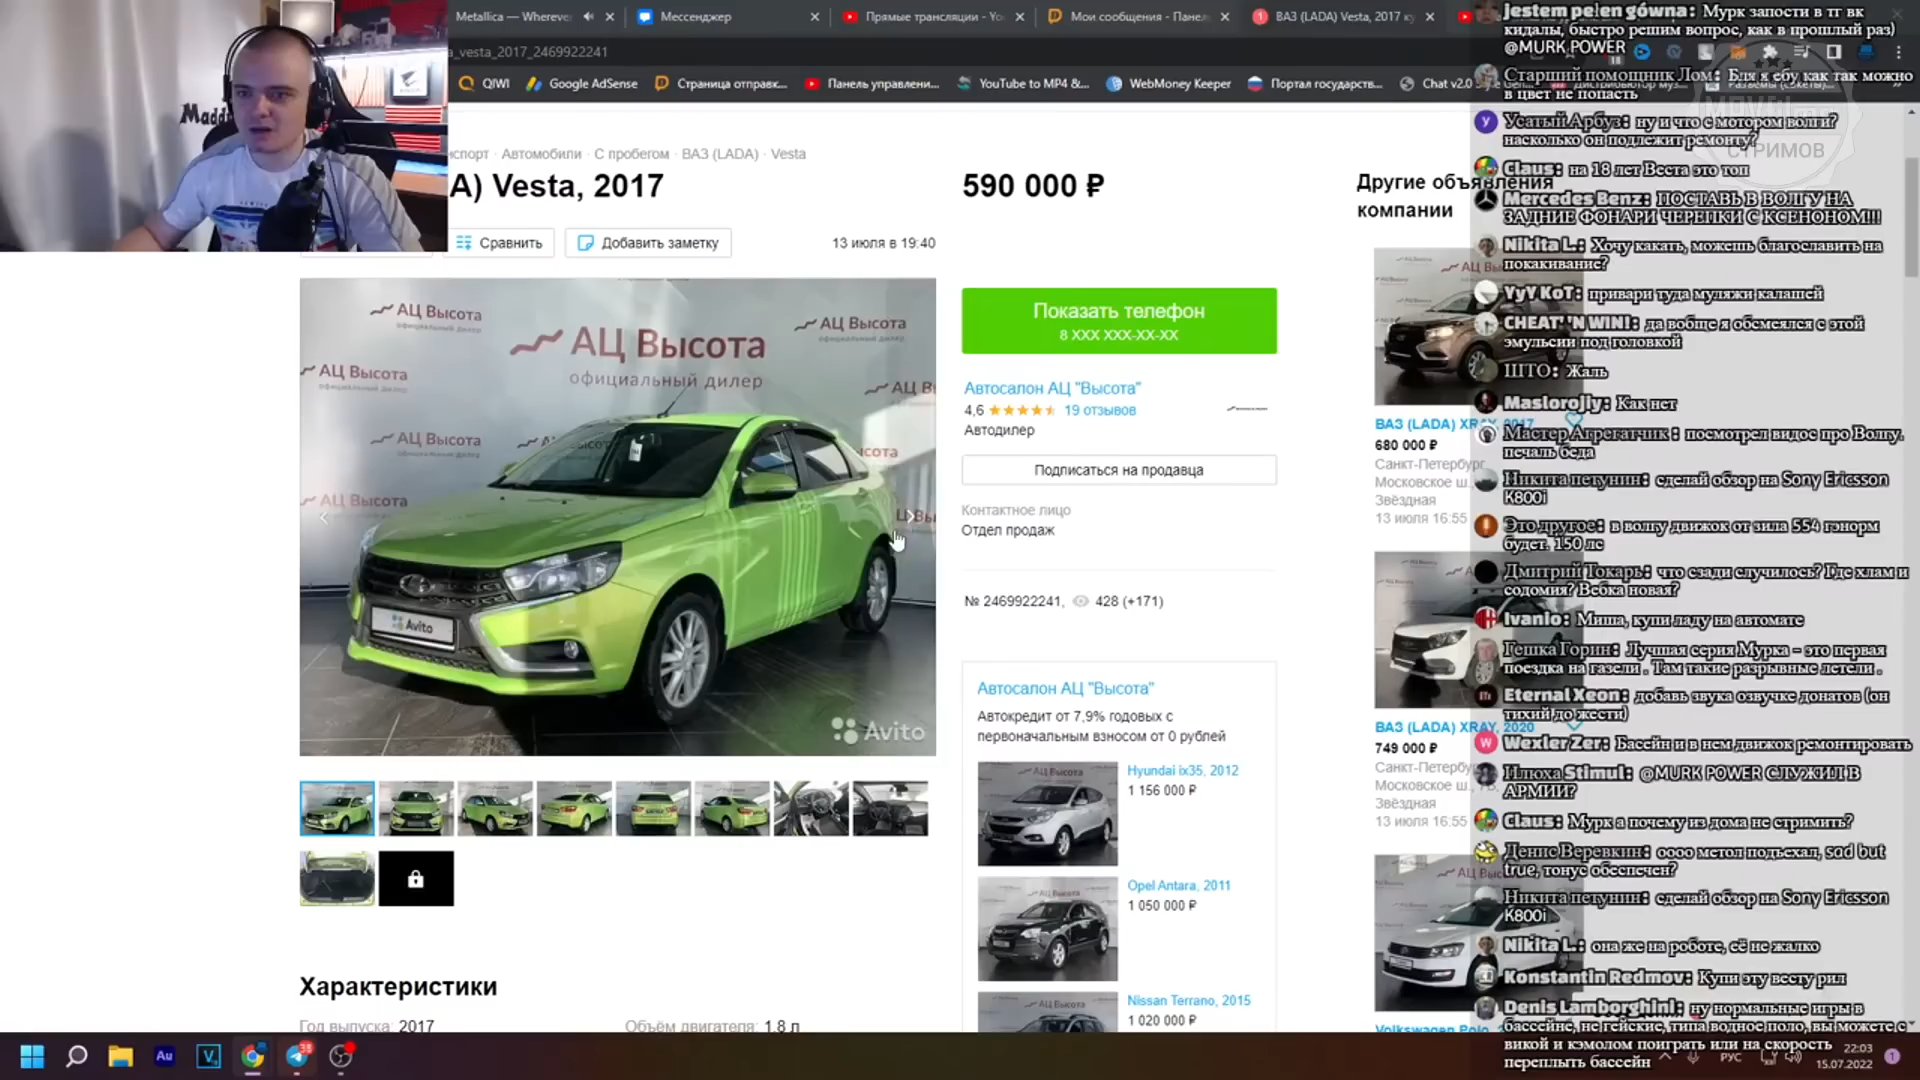 Metallica — Wherever
Мессенджер
Прямые трансляции - Yo
Мои сообщения - Панел
ВАЗ (LADA) Vesta, 2017 к
a_vesta_2017_2469922241
QIWI
Google AdSense
Страница отправк...
Панель управлени...
YouTube to MP4 &...
WebMoney Keeper
Портал государств...
Chat v2.0
нспорт · Автомобили · С пробегом · ВАЗ (LADA) · Vesta
A) Vesta, 2017
590 000 ₽
Сравнить
Добавить заметку
13 июля в 19:40
АЦ Высота
официальный дилер
Avito
Avito
Показать телефон
8 XXX XXX-XX-XX
Автосалон АЦ "Высота"
4,6
19 отзывов
Автодилер
Подписаться на продавца
Контактное лицо
Отдел продаж
№ 2469922241, 428 (+171)
Автосалон АЦ "Высота"
Автокредит от 7,9% годовых с
первоначальным взносом от 0 рублей
Hyundai ix35, 2012
1 156 000 ₽
Opel Antara, 2011
1 050 000 ₽
Nissan Terrano, 2015
1 020 000 ₽
Характеристики
Год выпуска: 2017
Объём двигателя: 1.8 л
Другие объявления
компании
ВАЗ (LADA) XRAY, 2017
680 000 ₽
Санкт-Петербург
Московское ш.,
Звёздная
13 июля 16:55
ВАЗ (LADA) XRAY, 2020
749 000 ₽
Санкт-Петербу
Московское ш.,
Звёздная
13 июля 16:55
Volkswagen Polo, 2
jestem pełen gówna: Мурк запости в тг вк
кидалы, быстро решим вопрос, как в прошлый раз)
@MURK POWER
Старший помощник Лом: Бля я ебу как так можно
в цвет не попасть
Усатый Арбуз: ну и что с мотором волги?
насколько он подлежит ремонту?
СТРИМОВ
Claus: на 18 лет Веста это топ
Mercedes Benz: ПОСТАВЬ В ВОЛГУ НА
ЗАДНИЕ ФОНАРИ ЧЕРЕПКИ С КСЕНОНОМ!!!
Nikita L.: Хочу какать, можешь благославить на
покакивание?
YyY KoT: привари туда муляжи калашей
CHEAT 'N WIN!: да вобще я обсмеялся с этой
эмульсии под головкой
ШТО: Жаль
Maslorojiy: Как нет
Мастер Агрегатчик: посмотрел видос про Волгу.
печаль беда
Никита петунин: сделай обзор на Sony Ericsson
K800i
Это другое: в волгу движок от зила 554 гэнорм
будет. 150 лс
Дмитрий Токарь: что сзади случилось? Где хлам и
содомия? Вебка новая?
Ivanio: Миша, купи ладу на автомате
Гешка Горин: Лучшая серия Мурка - это первая
поездка на газели . Там такие разрывные летели .
Eternal Xeon: добавь звука озвучке донатов (он
тихий до жести)
WexlerZer: Басейн и в нем движок ремонтировать
Илюха Stimul: @MURK POWER СЛУЖИЛ В
АРМИИ?
Claus: Мурк а почему из дома не стримить?
Денис Веревкин: оооо метол подъехал, sad but
true, тонус обеспечен?
Никита петунин: сделай обзор на Sony Ericsson
K800i
Nikita L.: она же на роботе, её не жалко
Konstantin Redmov: Купи эту весту рил
Denis Lamborghini: ну нормальные игры в
бассейне, не гейские, типа водное поло, вы можете с
викой и кэмолом поиграть или на скорость
переплыть бассейн
РУС
22:03
15.07.2022